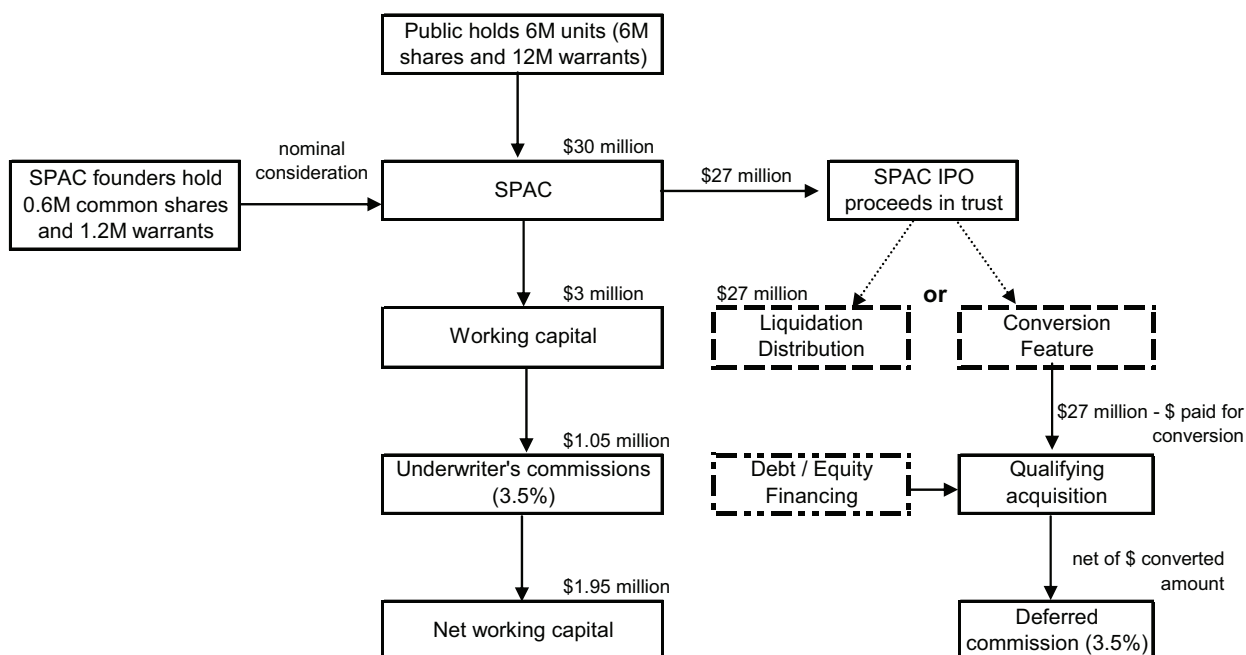 Public holds 6M units (6M
shares and 12M warrants)
nominal
consideration
$30 million
SPAC founders hold
0.6M common shares
and 1.2M warrants
SPAC
$27 million
SPAC IPO
proceeds in trust
$3 million
$27 million
or
Working capital
Liquidation
Distribution
Conversion
Feature
$27 million - $ paid for
conversion
$1.05 million
Underwriter's commissions
(3.5%)
Debt / Equity
Financing
Qualifying
acquisition
net of $ converted
amount
$1.95 million
Net working capital
Deferred
commission (3.5%)